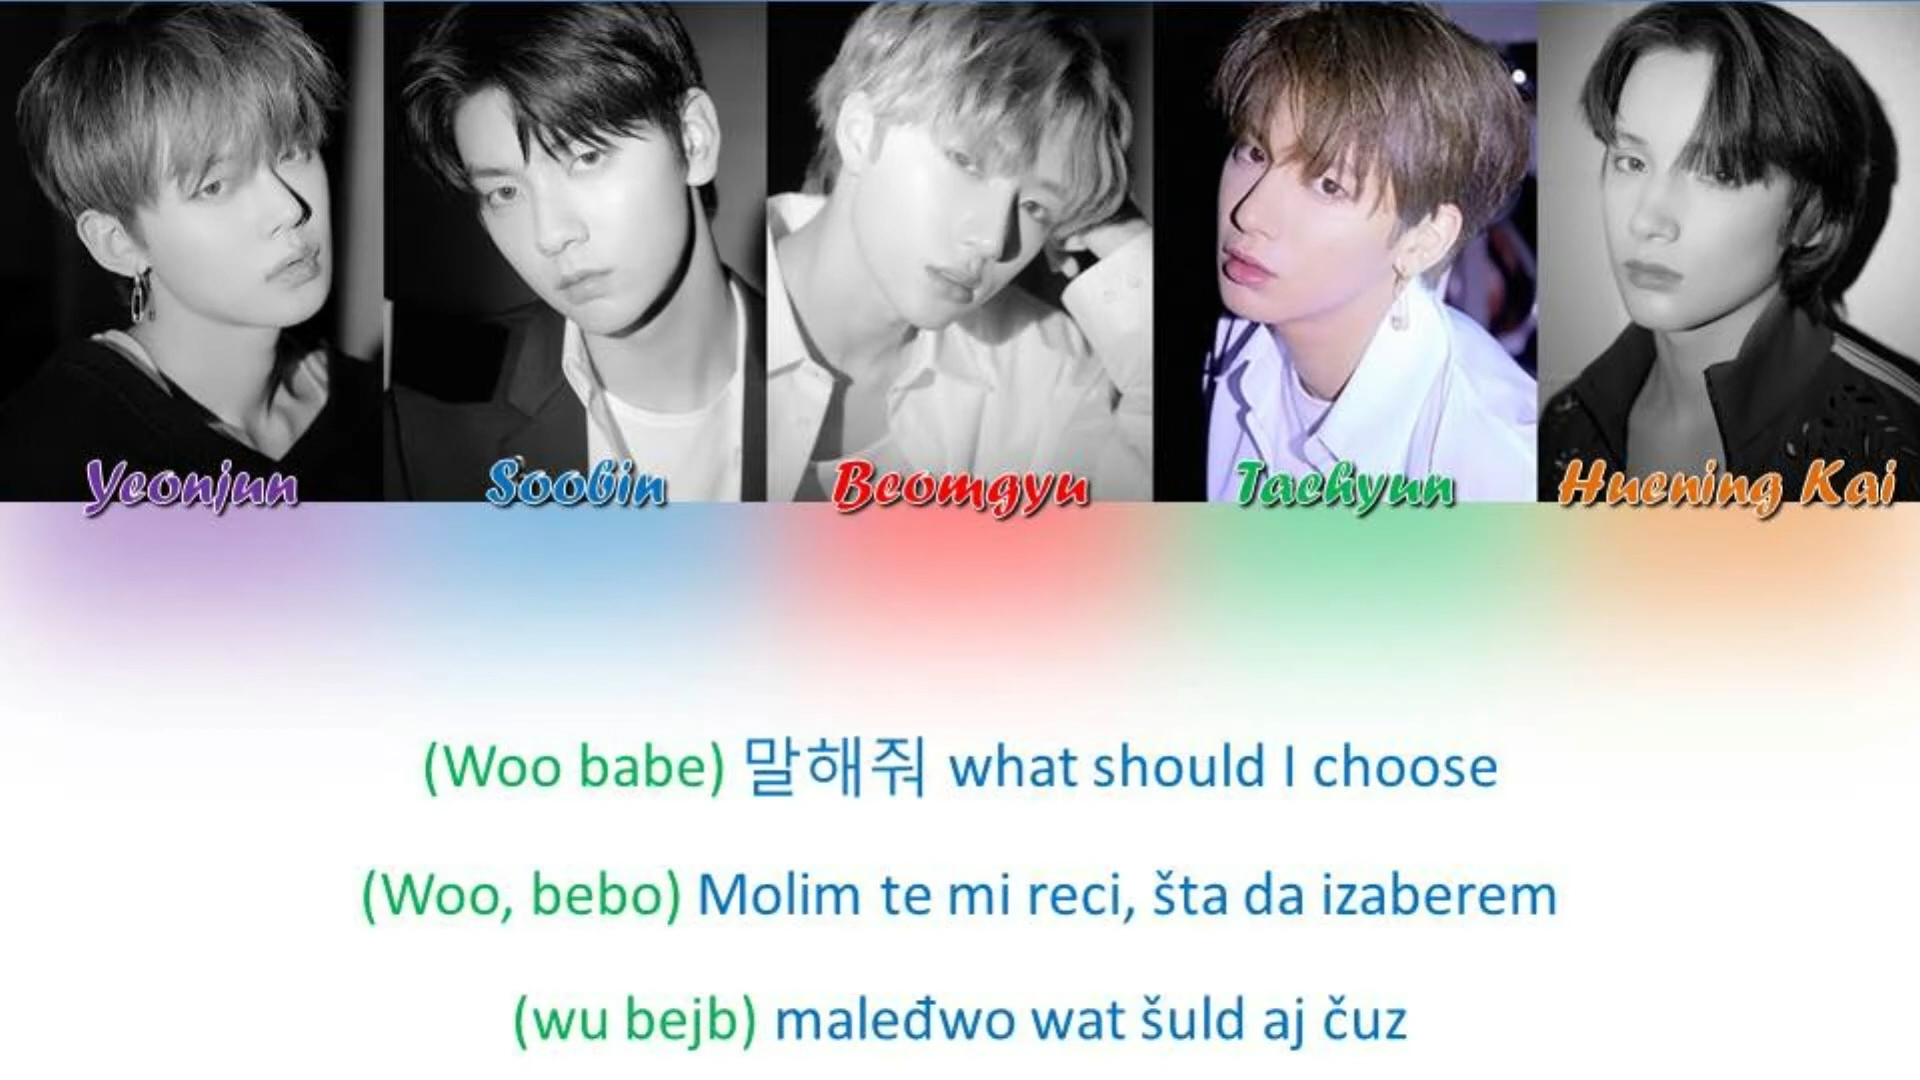 Yeonjun Soobin Beomgyu Taehyun Huening Kai
(Woo babe) 말해줘 what should I choose
(Woo, bebo) Molim te mi reci, šta da izaberem
(wu bejb) maleđwo wat šuld aj čuz